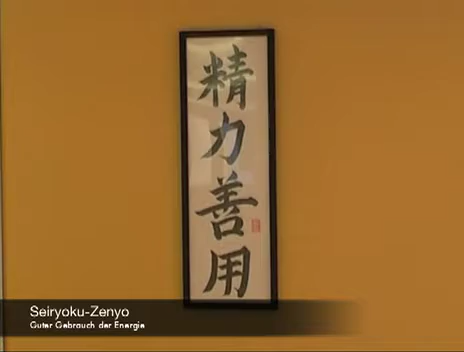 精力善用
Seiryoku-Zenyo
Guter Gebrauch der Energie